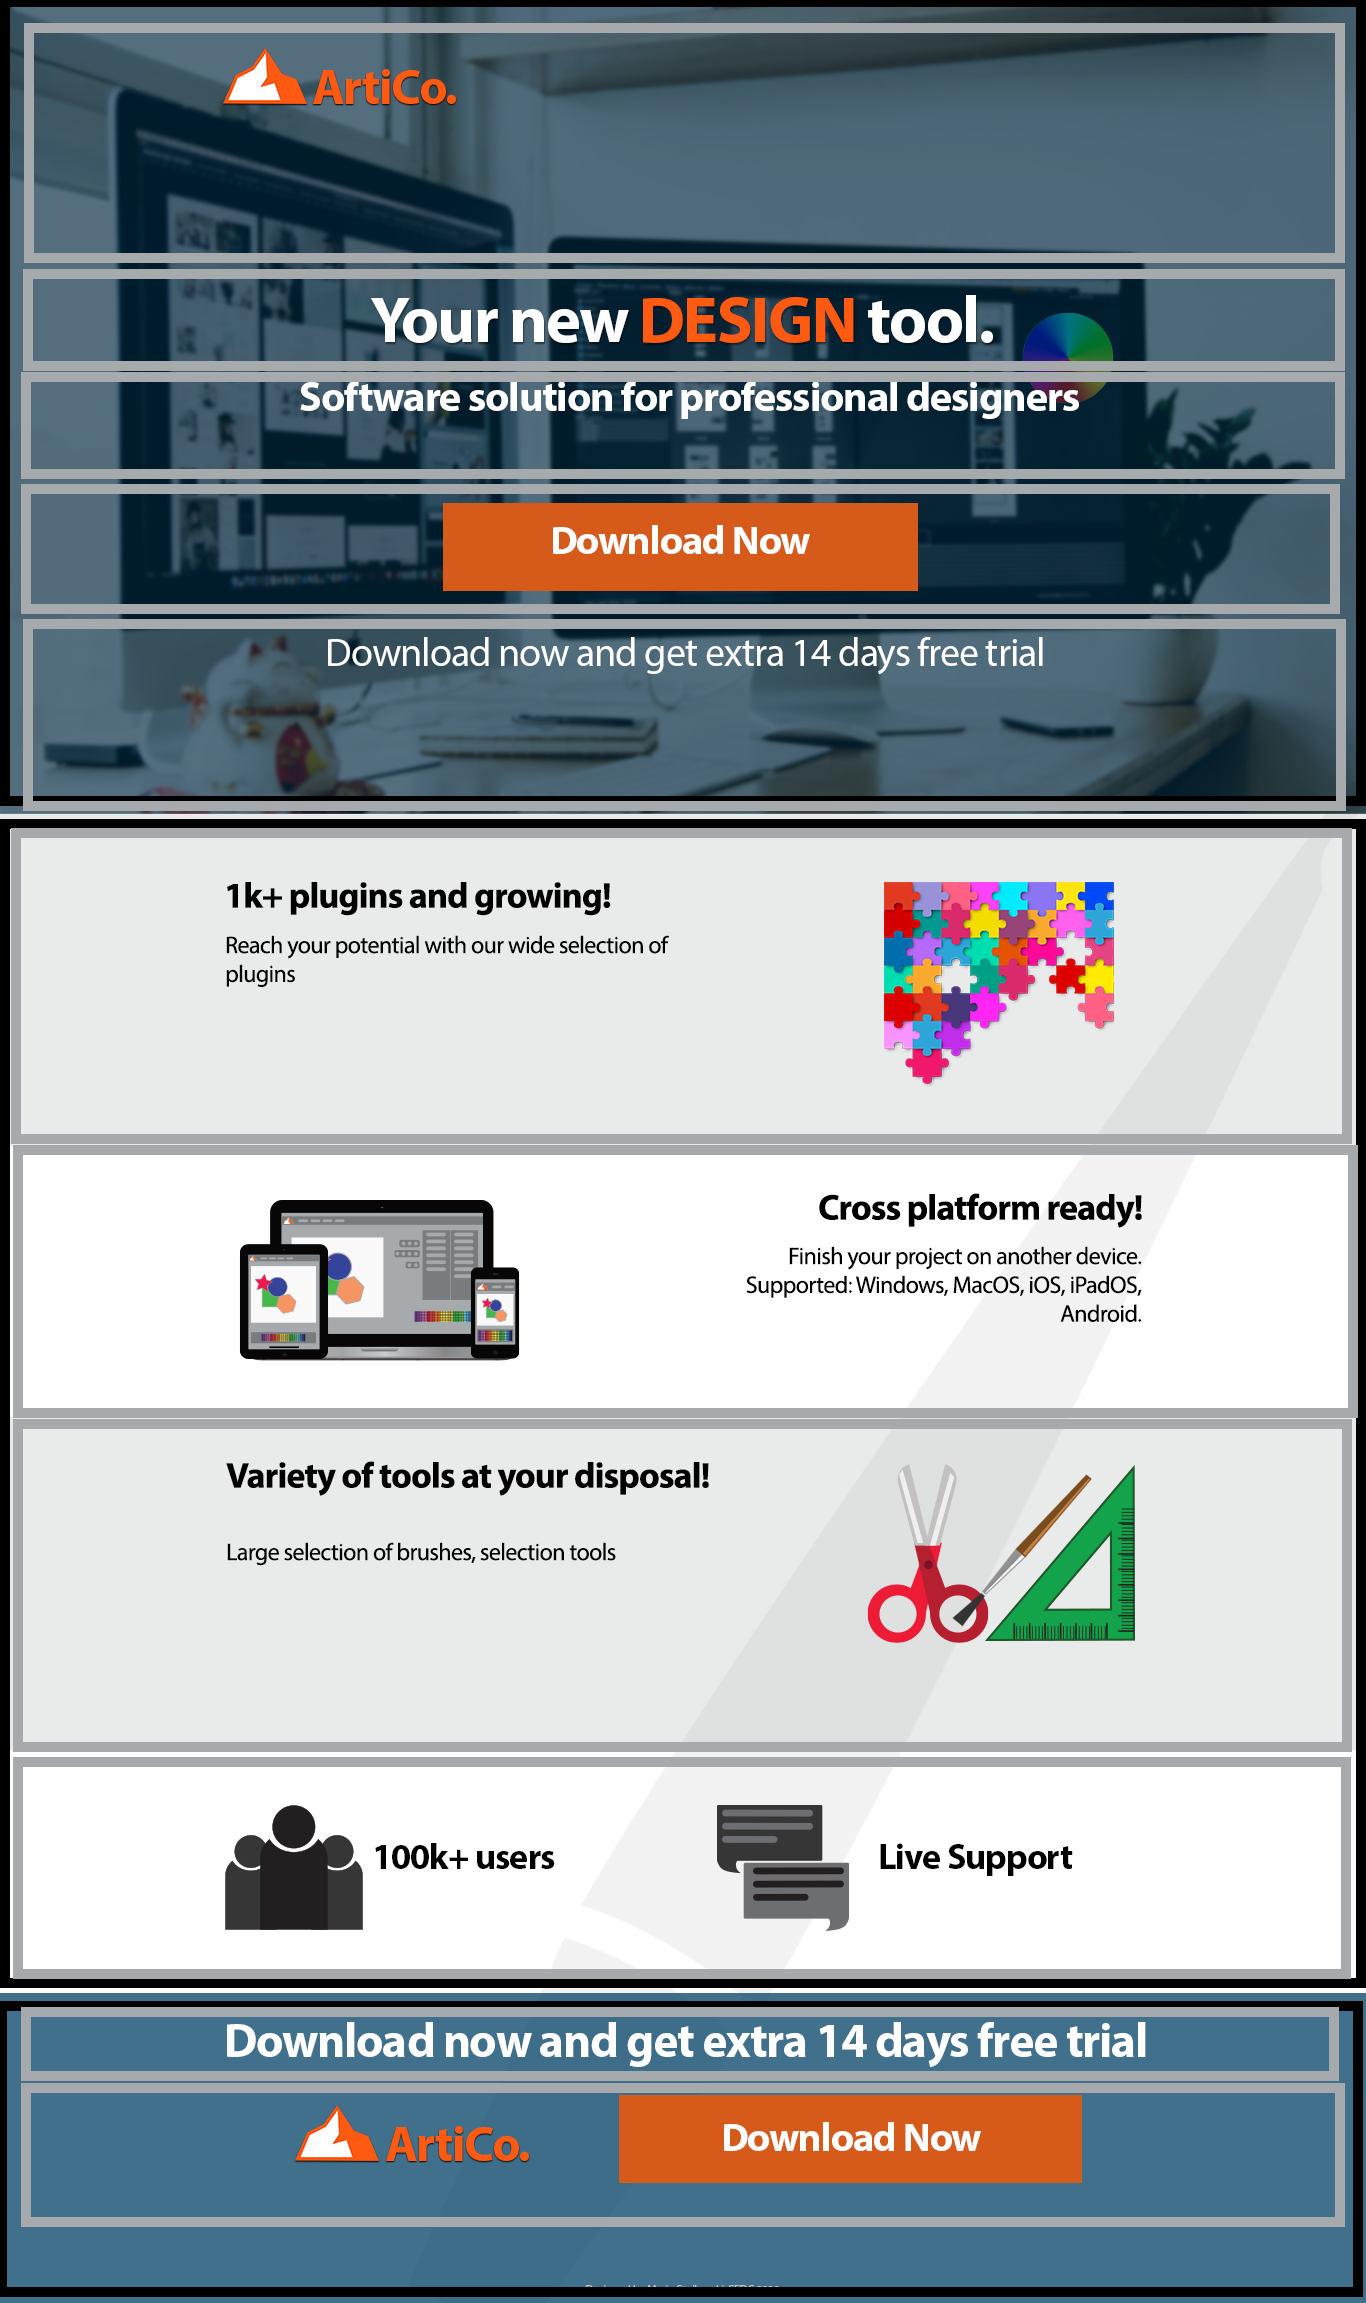 ArtiCo.
Your new DESIGN tool.
Software solution for professional designers
Download Now
Download now and get extra 14 days free trial
1k+ plugins and growing!
Reach your potential with our wide selection of
plugins
Cross platform ready!
Finish your project on another device.
Supported: Windows, MacOS, iOS, iPadOS,
Android.
Variety of tools at your disposal!
Large selection of brushes, selection tools
100k+ users
Live Support
Download now and get extra 14 days free trial
ArtiCo.
Download Now